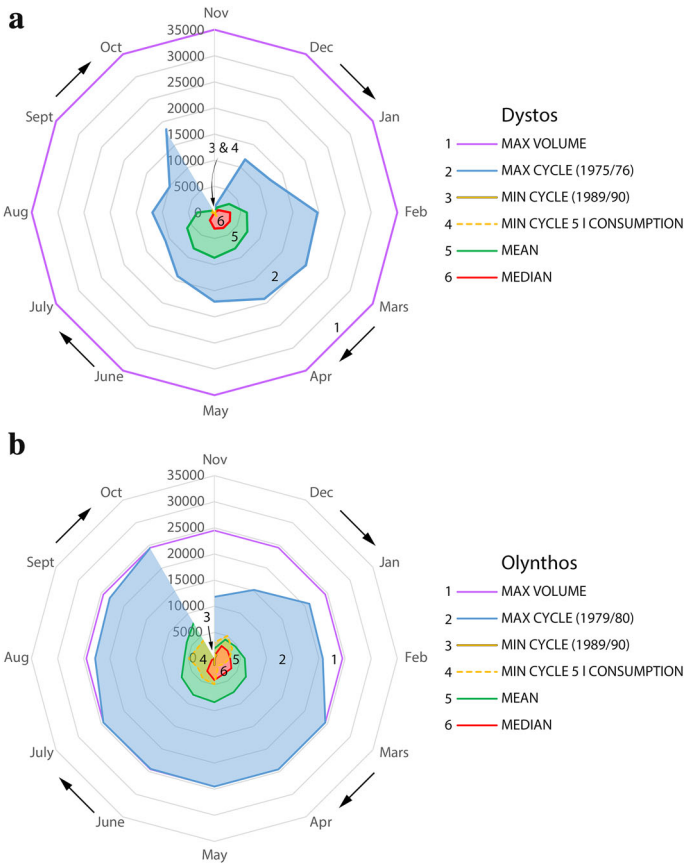 a
Nov
35000
Oct
Dec
30000
25000
20000
Sept
Jan
15000
3 & 4
10000
5000
Aug
0
6
Feb
5
2
July
Mars
1
June
Apr
May
Dystos
1 MAX VOLUME
2 MAX CYCLE (1975/76)
3 MIN CYCLE (1989/90)
4 MIN CYCLE 5 l CONSUMPTION
5 MEAN
6 MEDIAN
b
Nov
35000
Oct
Dec
30000
25000
20000
Sept
Jan
15000
10000
3
5000
Aug
0
4
5
2
1
Feb
6
July
Mars
June
Apr
May
Olynthos
1 MAX VOLUME
2 MAX CYCLE (1979/80)
3 MIN CYCLE (1989/90)
4 MIN CYCLE 5 l CONSUMPTION
5 MEAN
6 MEDIAN